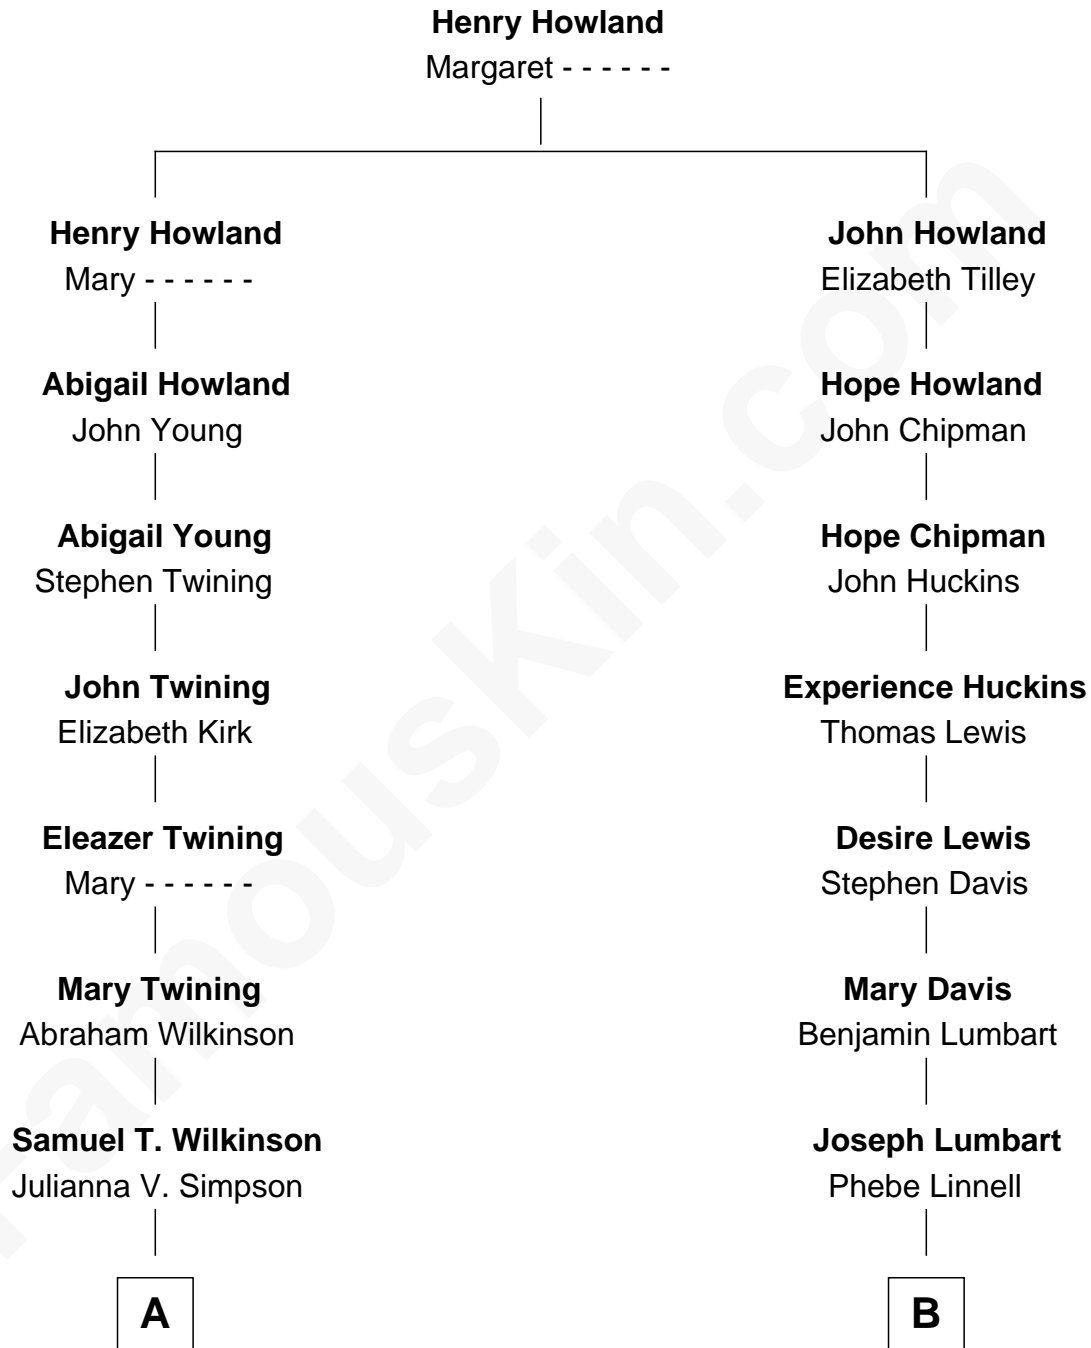 Henry Howland
Margaret - - - - - -
Henry Howland
Mary - - - - - -
John Howland
Elizabeth Tilley
Abigail Howland
John Young
Hope Howland
John Chipman
Abigail Young
Stephen Twining
Hope Chipman
John Huckins
John Twining
Elizabeth Kirk
Experience Huckins
Thomas Lewis
Eleazer Twining
Mary - - - - - -
Desire Lewis
Stephen Davis
Mary Twining
Abraham Wilkinson
Mary Davis
Benjamin Lumbart
Samuel T. Wilkinson
Julianna V. Simpson
Joseph Lumbart
Phebe Linnell
A
B
FamousKin.com